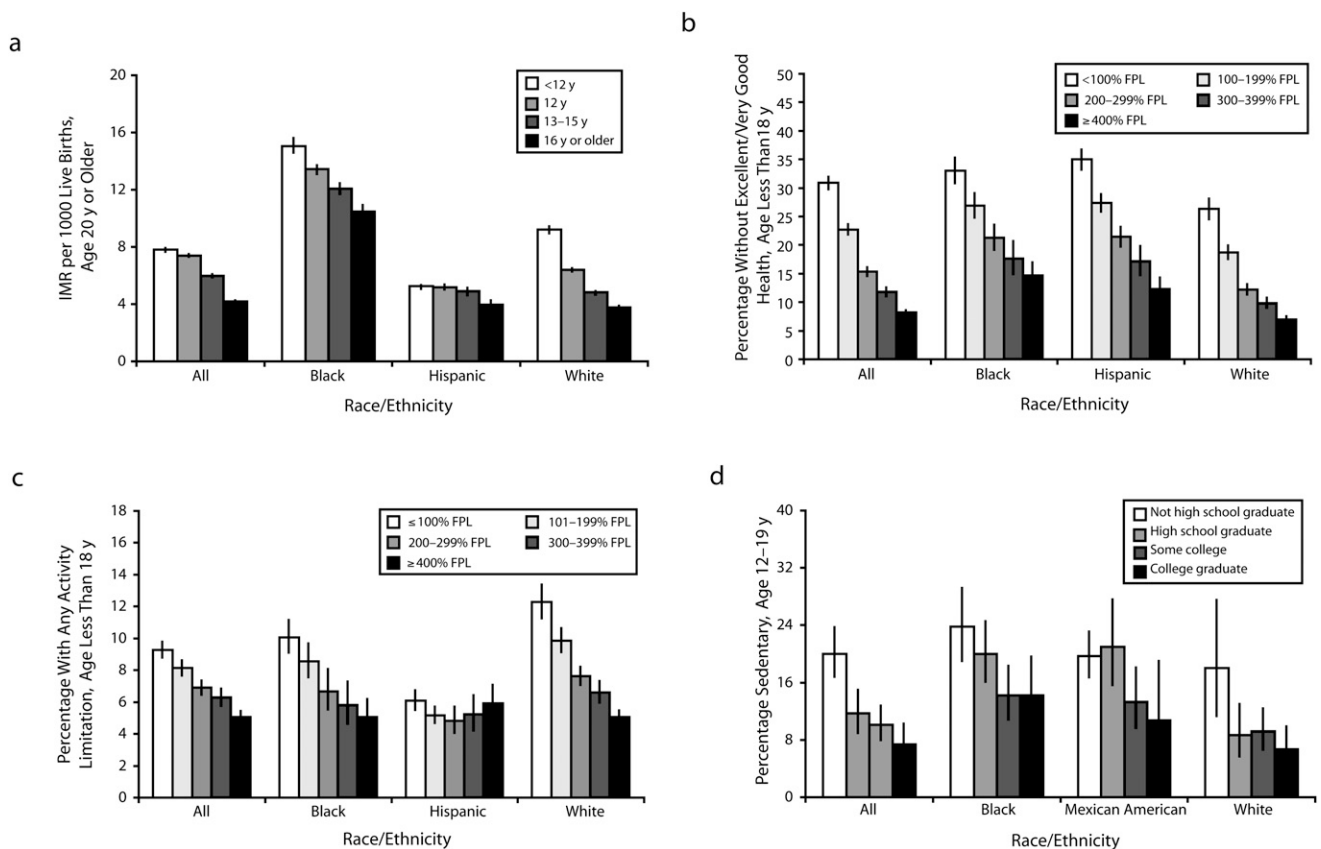 a
IMR per 1000 Live Births,
Age 20 y or Older
20
16
12
8
4
0
<12 y
12 y
13–15 y
16 y or older
All
Black
Hispanic
White
Race/Ethnicity
b
Percentage Without Excellent/Very Good
Health, Age Less Than 18 y
50
45
40
35
30
25
20
15
10
5
0
<100% FPL
100–199% FPL
200–299% FPL
300–399% FPL
≥400% FPL
All
Black
Hispanic
White
Race/Ethnicity
c
Percentage With Any Activity
Limitation, Age Less Than 18 y
18
16
14
12
10
8
6
4
2
0
≤ 100% FPL
101–199% FPL
200–299% FPL
300–399% FPL
≥400% FPL
All
Black
Hispanic
White
Race/Ethnicity
d
Percentage Sedentary, Age 12–19 y
40
32
24
16
8
0
Not high school graduate
High school graduate
Some college
College graduate
All
Black
Mexican American
White
Race/Ethnicity